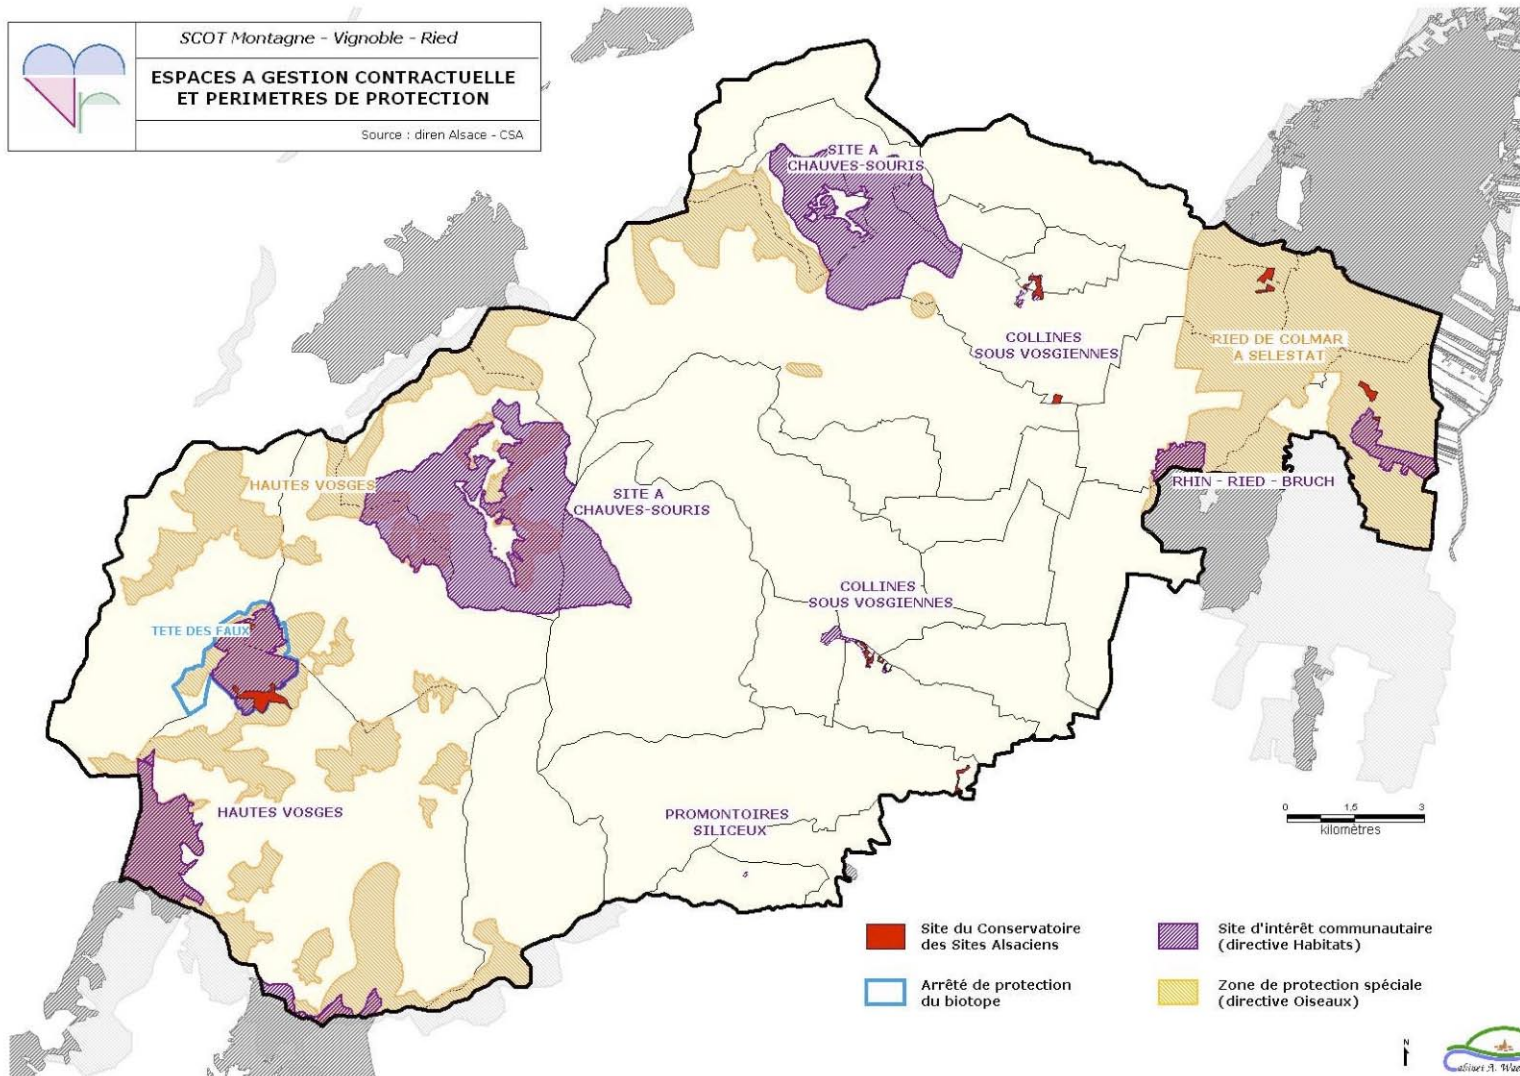 SCOT Montagne - Vignoble - Ried
ESPACES A GESTION CONTRACTUELLE
ET PERIMETRES DE PROTECTION
Source : diren Alsace - CSA
SITE A
CHAUVES-SOURIS
COLLINES
SOUS VOSGIENNES
RIED DE COLMAR
A SELESTAT
HAUTES VOSGES
SITE A
CHAUVES-SOURIS
RHIN - RIED - BRUCH
COLLINES
SOUS VOSGIENNES
TETE DES FAUX
HAUTES VOSGES
PROMONTOIRES
SILICEUX
0 1,5 3
kilomètres
Site du Conservatoire
des Sites Alsaciens
Site d'intérêt communautaire
(directive Habitats)
Arrêté de protection
du biotope
Zone de protection spéciale
(directive Oiseaux)
N
A.